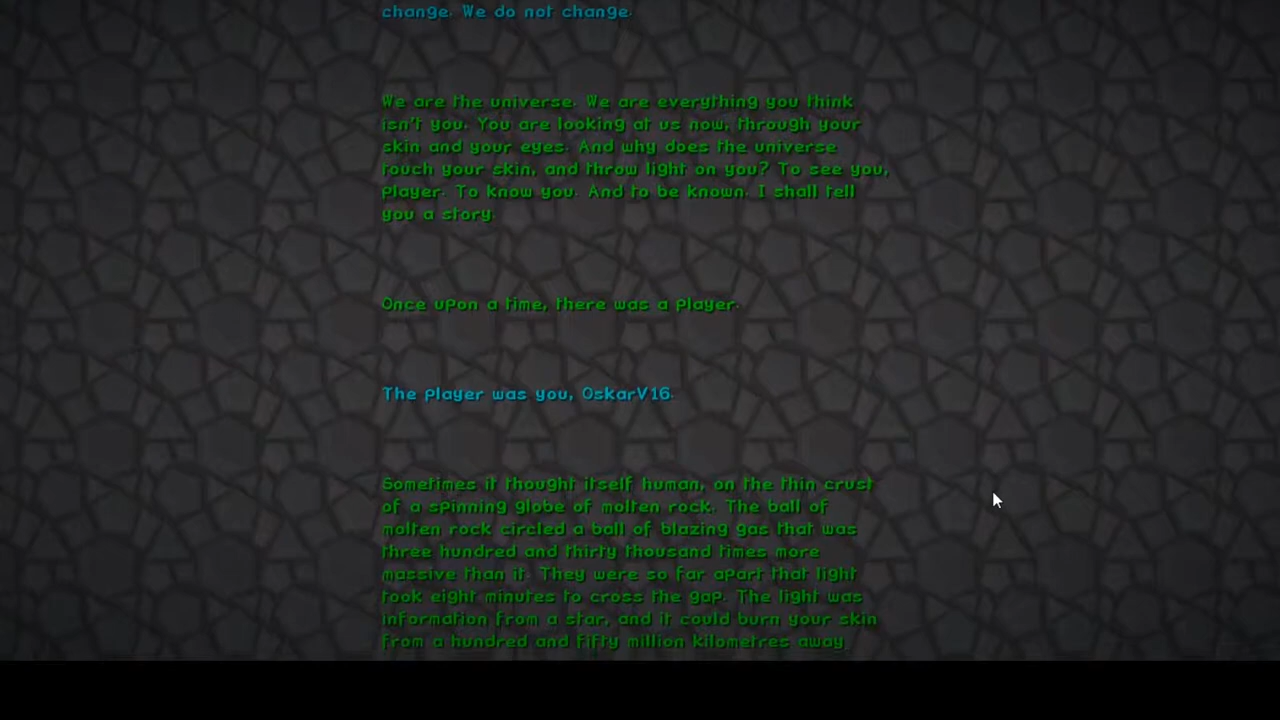 change. We do not change.
We are the universe. We are everything you think
isn't you. You are looking at us now, through your
skin and your eyes. And why does the universe
touch your skin, and throw light on you? To see you,
player. To know you. And to be known. I shall tell
you a story.
Once upon a time, there was a player.
The player was you, OskarV16.
Sometimes it thought itself human, on the thin crust
of a spinning globe of molten rock. The ball of
molten rock circled a ball of blazing gas that was
three hundred and thirty thousand times more
massive than it. They were so far apart that light
took eight minutes to cross the gap. The light was
information from a star, and it could burn your skin
from a hundred and fifty million kilometres away.